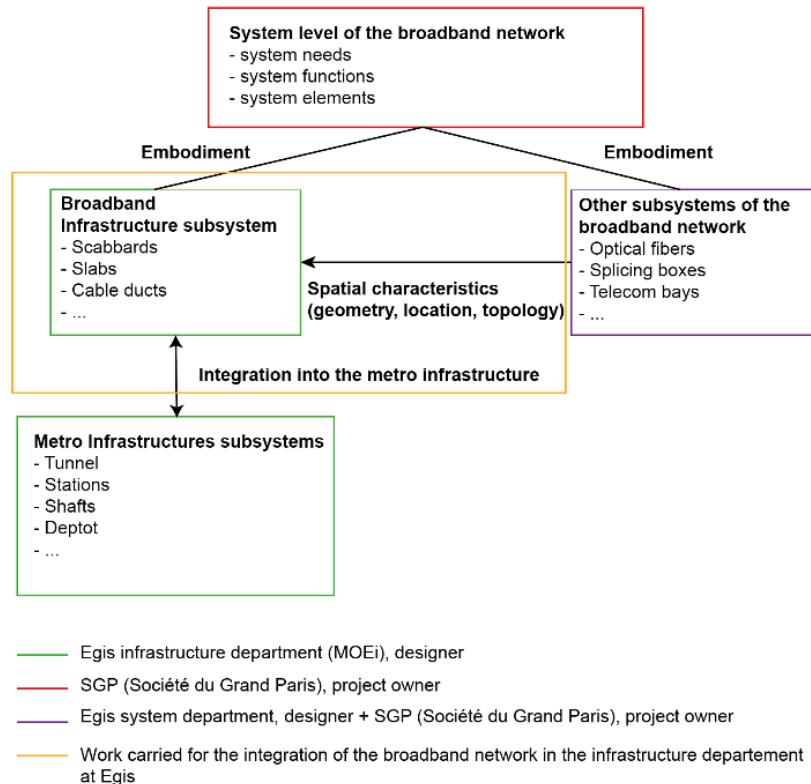 System level of the broadband network
- system needs
- system functions
- system elements
Embodiment
Embodiment
Broadband
Infrastructure subsystem
- Scabbards
- Slabs
- Cable ducts
- ...
Other subsystems of the
broadband network
- Optical fibers
- Splicing boxes
- Telecom bays
- ...
Spatial characteristics
(geometry, location, topology)
Integration into the metro infrastructure
Metro Infrastructures subsystems
- Tunnel
- Stations
- Shafts
- Deptot
- ...
Egis infrastructure department (MOEi), designer
SGP (Société du Grand Paris), project owner
Egis system department, designer + SGP (Société du Grand Paris), project owner
Work carried for the integration of the broadband network in the infrastructure departement
at Egis